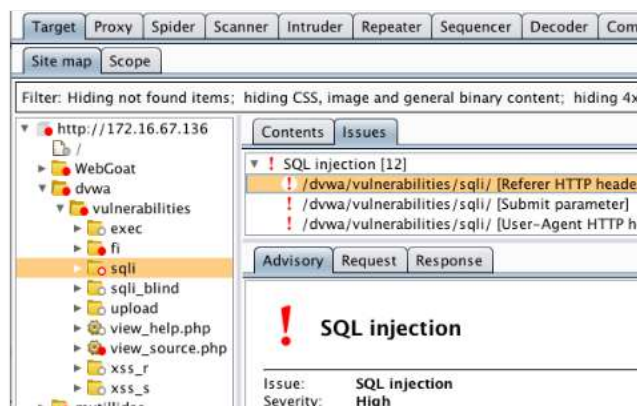 Target Proxy Spider Scanner Intruder Repeater Sequencer Decoder Com
Site map Scope
Filter: Hiding not found items; hiding CSS, image and general binary content; hiding 4x
http://172.16.67.136
/
WebGoat
dvwa
vulnerabilities
exec
fi
sqli
sqli_blind
upload
view_help.php
view_source.php
xss_r
xss_s
Contents Issues
SQL injection [12]
/dvwa/vulnerabilities/sqli/ [Referer HTTP heade
/dvwa/vulnerabilities/sqli/ [Submit parameter]
/dvwa/vulnerabilities/sqli/ [User-Agent HTTP h
Advisory Request Response
SQL injection
Issue: SQL injection
Severity: High